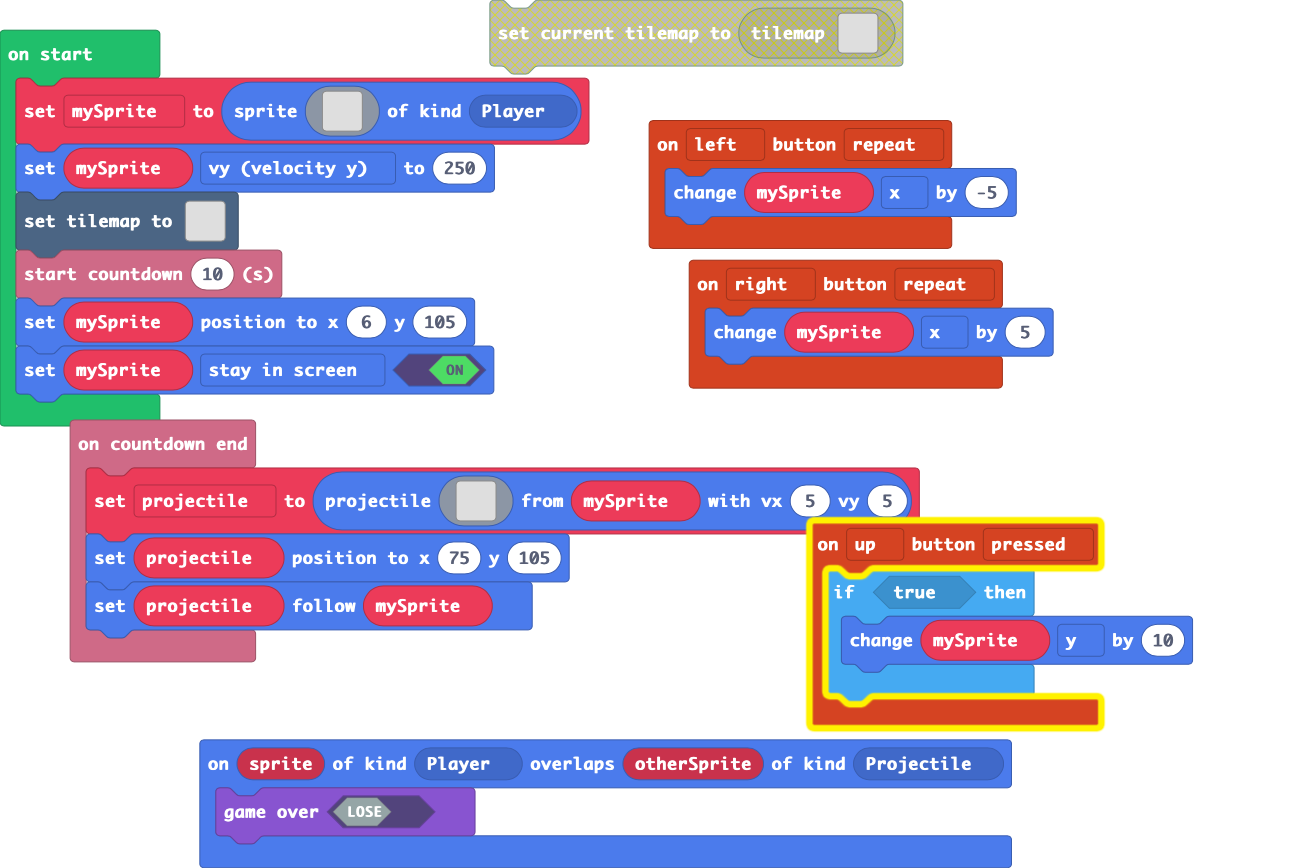 set current tilemap to tilemap
on start
set mySprite to sprite of kind Player
set mySprite vy (velocity y) to 250
set tilemap to
start countdown 10 (s)
set mySprite position to x 6 y 105
set mySprite stay in screen ON
on left button repeat
change mySprite x by -5
on right button repeat
change mySprite x by 5
on countdown end
set projectile to projectile from mySprite with vx 5 vy 5
set projectile position to x 75 y 105
set projectile follow mySprite
on up button pressed
if true then
change mySprite y by 10
on sprite of kind Player overlaps otherSprite of kind Projectile
game over LOSE